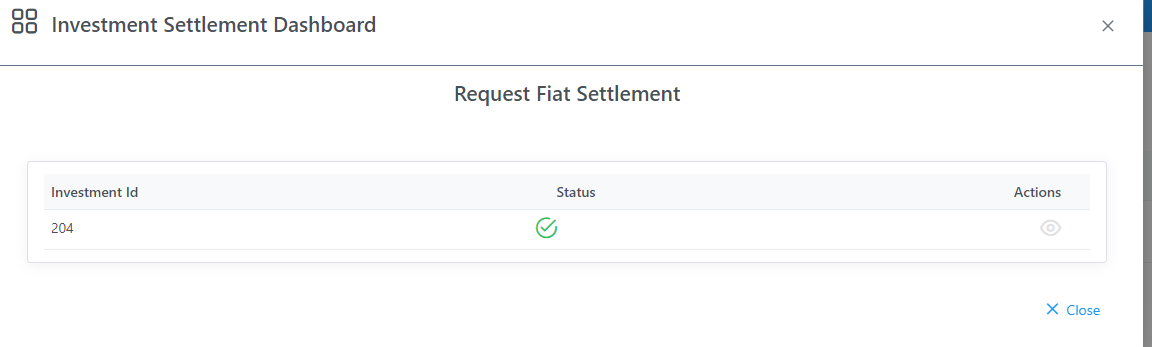 Investment Settlement Dashboard
Request Fiat Settlement
Investment Id Status Actions
204
Close